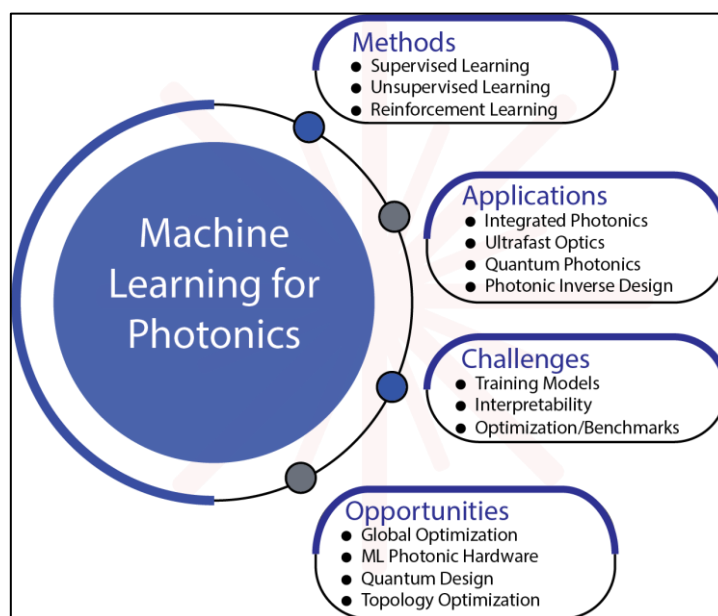 Methods
● Supervised Learning
● Unsupervised Learning
● Reinforcement Learning
Machine
Learning for
Photonics
Applications
● Integrated Photonics
● Ultrafast Optics
● Quantum Photonics
● Photonic Inverse Design
Challenges
● Training Models
● Interpretability
● Optimization/Benchmarks
Opportunities
● Global Optimization
● ML Photonic Hardware
● Quantum Design
● Topology Optimization